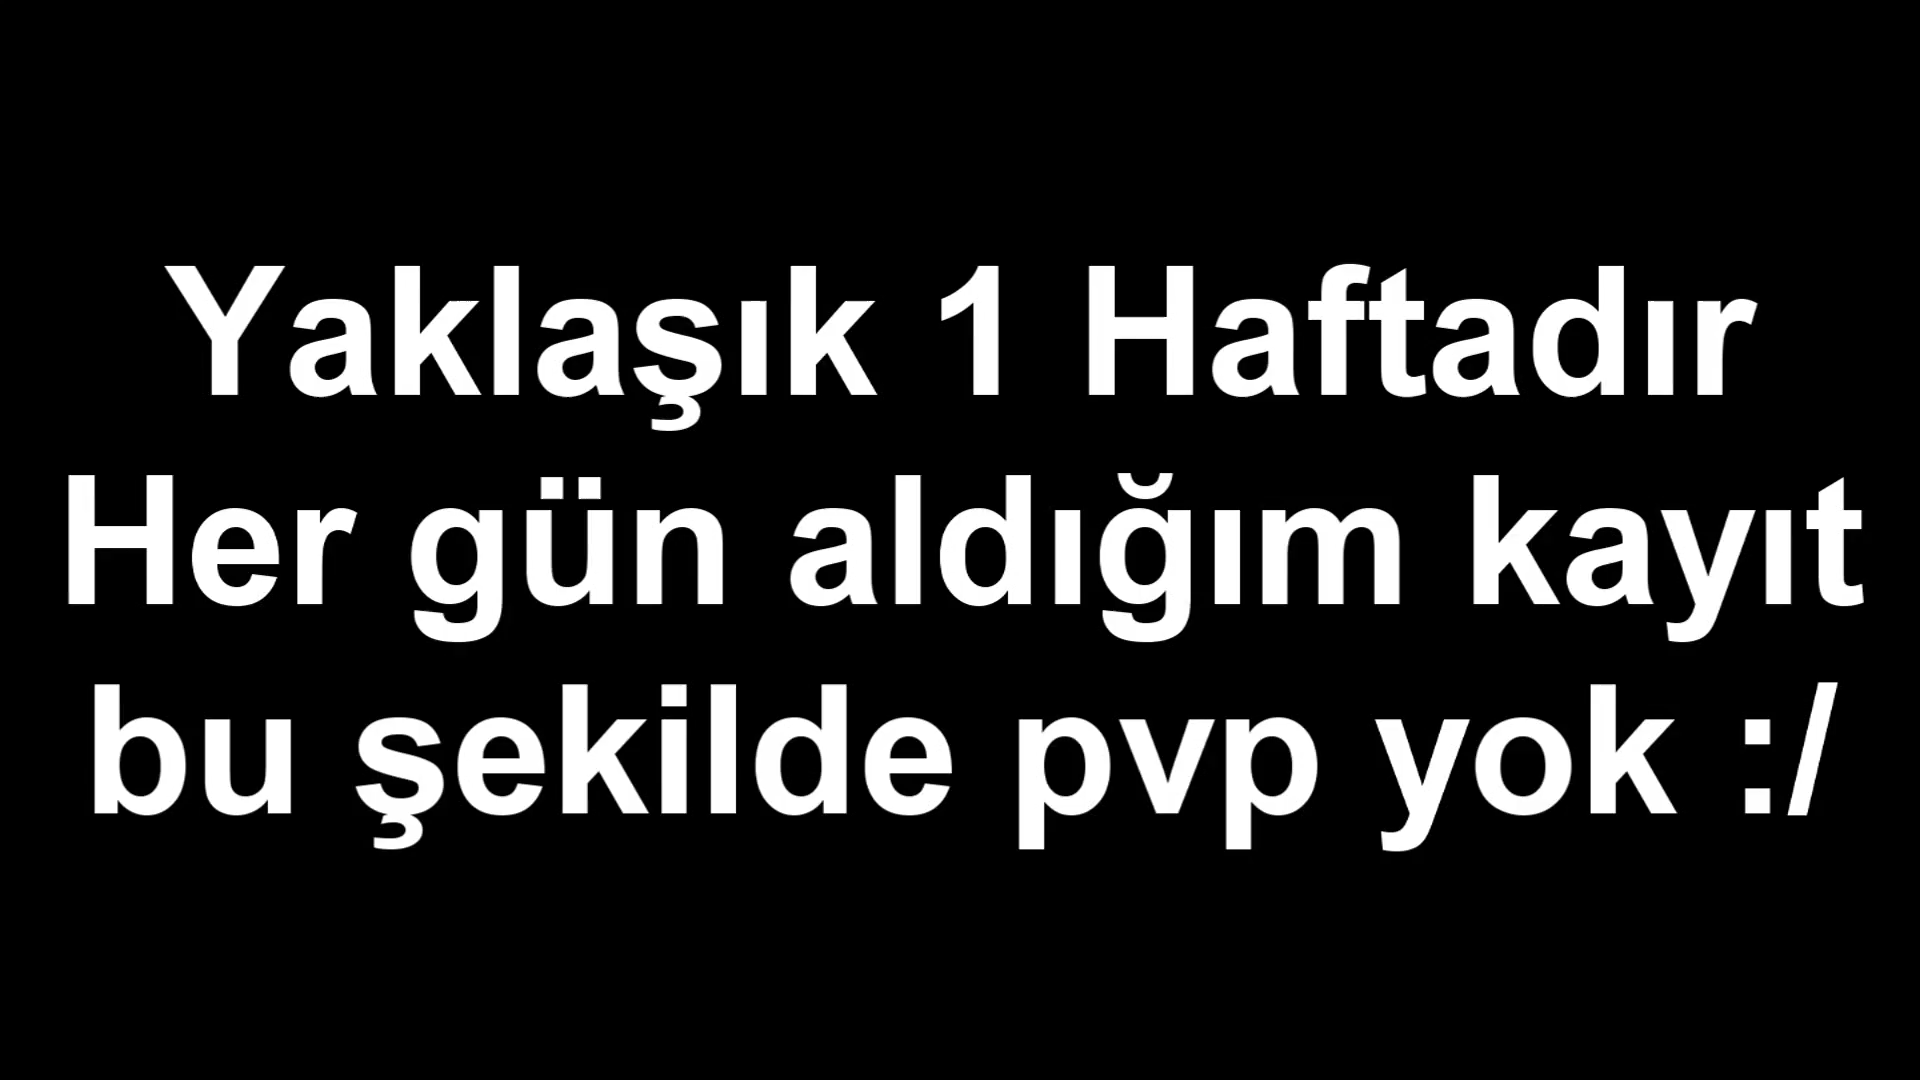 Yaklaşık 1 Haftadır
Her gün aldığım kayıt
bu şekilde pvp yok :/